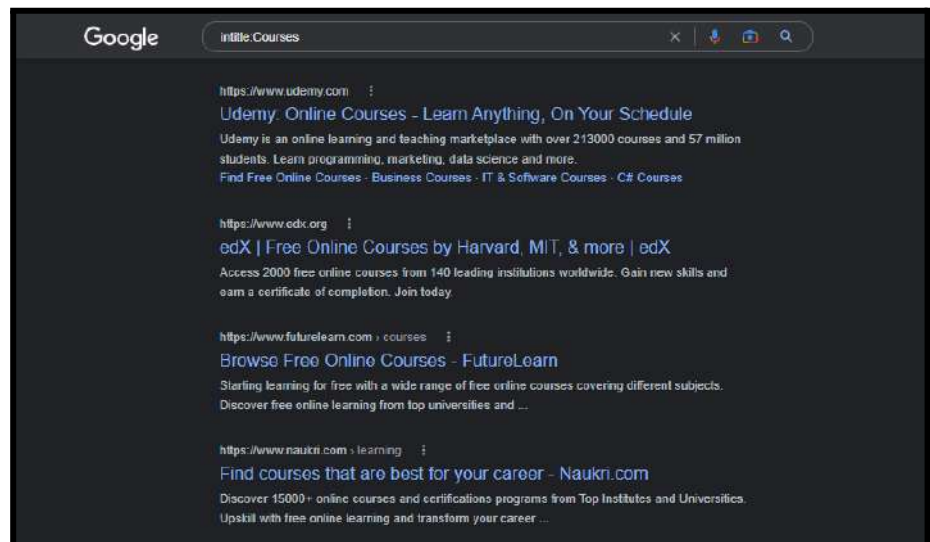 Google
intitle:Courses
https://www.udemy.com
Udemy: Online Courses - Learn Anything, On Your Schedule
Udemy is an online learning and teaching marketplace with over 213000 courses and 57 million
students. Learn programming, marketing, data science and more.
Find Free Online Courses · Business Courses · IT & Software Courses · C# Courses
https://www.edx.org
edX | Free Online Courses by Harvard, MIT, & more | edX
Access 2000 free online courses from 140 leading institutions worldwide. Gain new skills and
earn a certificate of completion. Join today.
https://www.futurelearn.com › courses
Browse Free Online Courses - FutureLearn
Starting learning for free with a wide range of free online courses covering different subjects.
Discover free online learning from top universities and ...
https://www.naukri.com › learning
Find courses that are best for your career - Naukri.com
Discover 15000+ online courses and certifications programs from Top Institutes and Universities.
Upskill with free online learning and transform your career ...